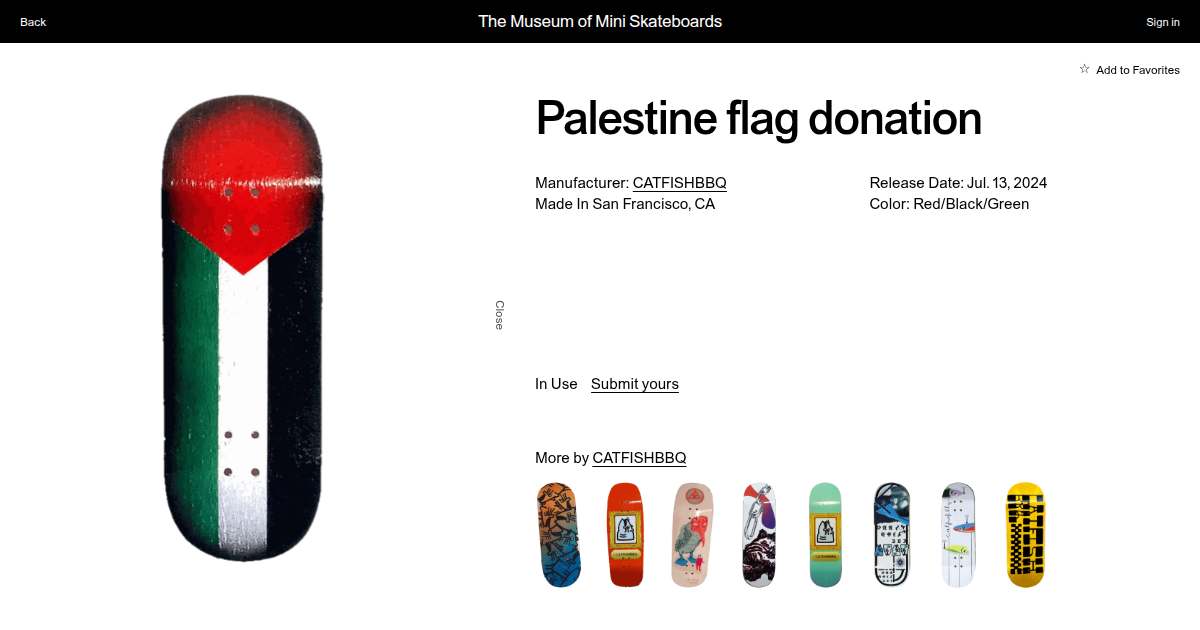 Back
The Museum of Mini Skateboards
Sign in
☆ Add to Favorites
Palestine flag donation
Manufacturer: CATFISHBBQ
Made In San Francisco, CA
Release Date: Jul. 13, 2024
Color: Red/Black/Green
Close
In Use Submit yours
More by CATFISHBBQ